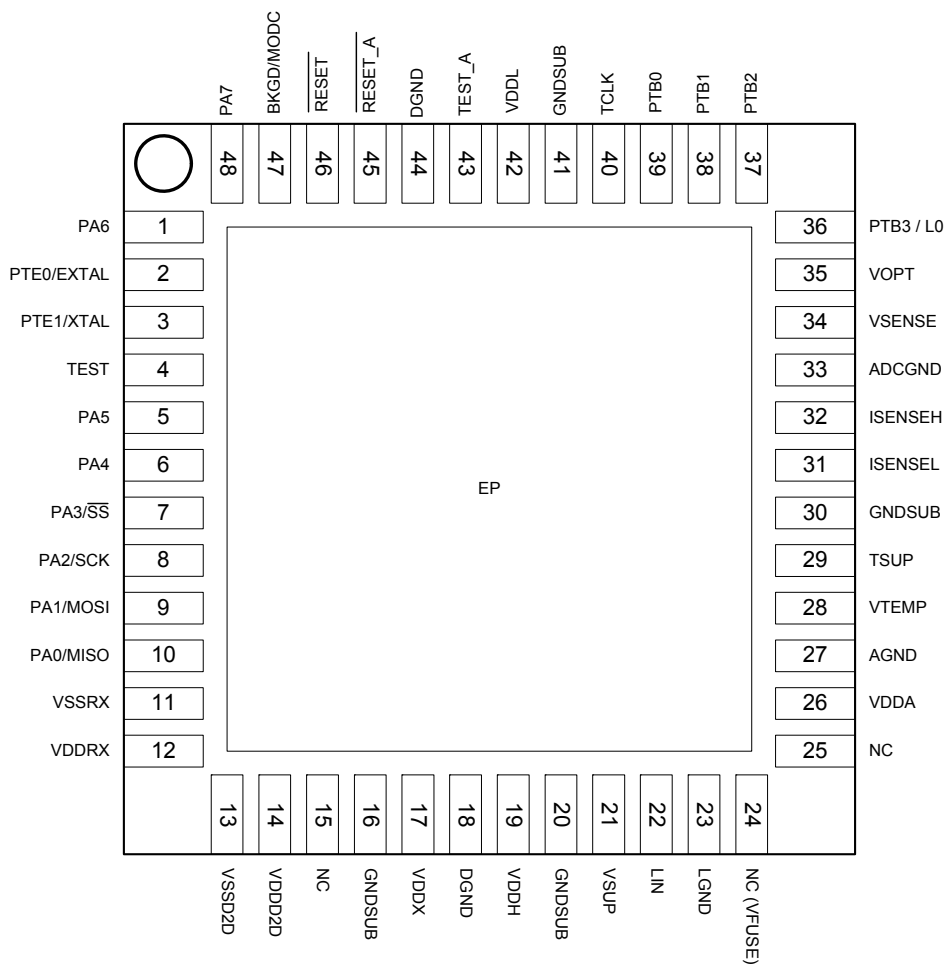 PA7
BKGD/MODC
RESET
RESET_A
DGND
TEST_A
VDDL
GNDSUB
TCLK
PTB0
PTB1
PTB2
48
47
46
45
44
43
42
41
40
39
38
37
PA6 1
PTE0/EXTAL 2
PTE1/XTAL 3
TEST 4
PA5 5
PA4 6
PA3/SS 7
PA2/SCK 8
PA1/MOSI 9
PA0/MISO 10
VSSRX 11
VDDRX 12
EP
36 PTB3 / L0
35 VOPT
34 VSENSE
33 ADCGND
32 ISENSEH
31 ISENSEL
30 GNDSUB
29 TSUP
28 VTEMP
27 AGND
26 VDDA
25 NC
13
14
15
16
17
18
19
20
21
22
23
24
VSSD2D
VDDD2D
NC
GNDSUB
VDDX
DGND
VDDH
GNDSUB
VSUP
LIN
LGND
NC (VFUSE)